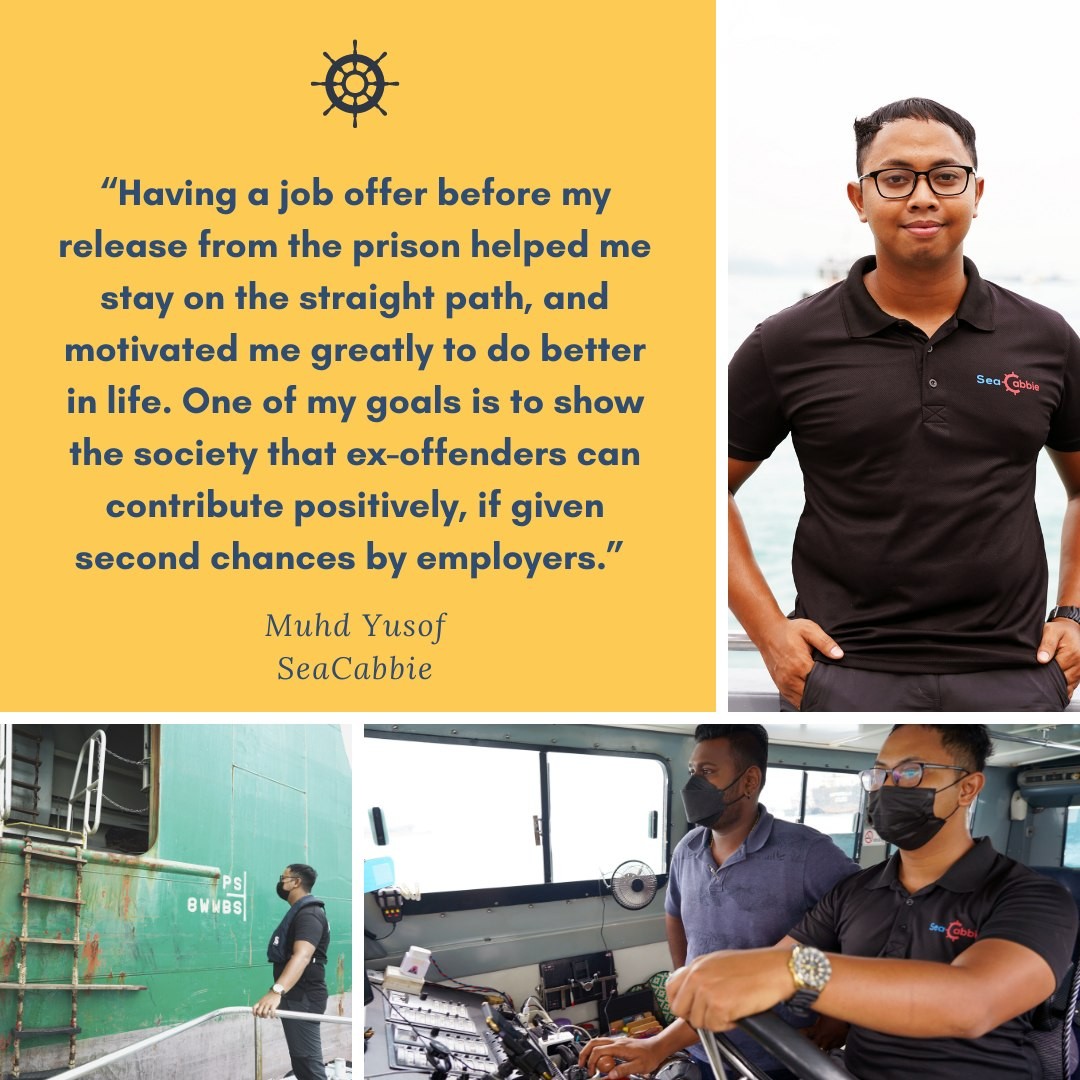 “Having a job offer before my
release from the prison helped me
stay on the straight path, and
motivated me greatly to do better
in life. One of my goals is to show
the society that ex-offenders can
contribute positively, if given
second chances by employers.”
Muhd Yusof
SeaCabbie
Sea Cabbie
PS
8WWBS
Sea Cabbie